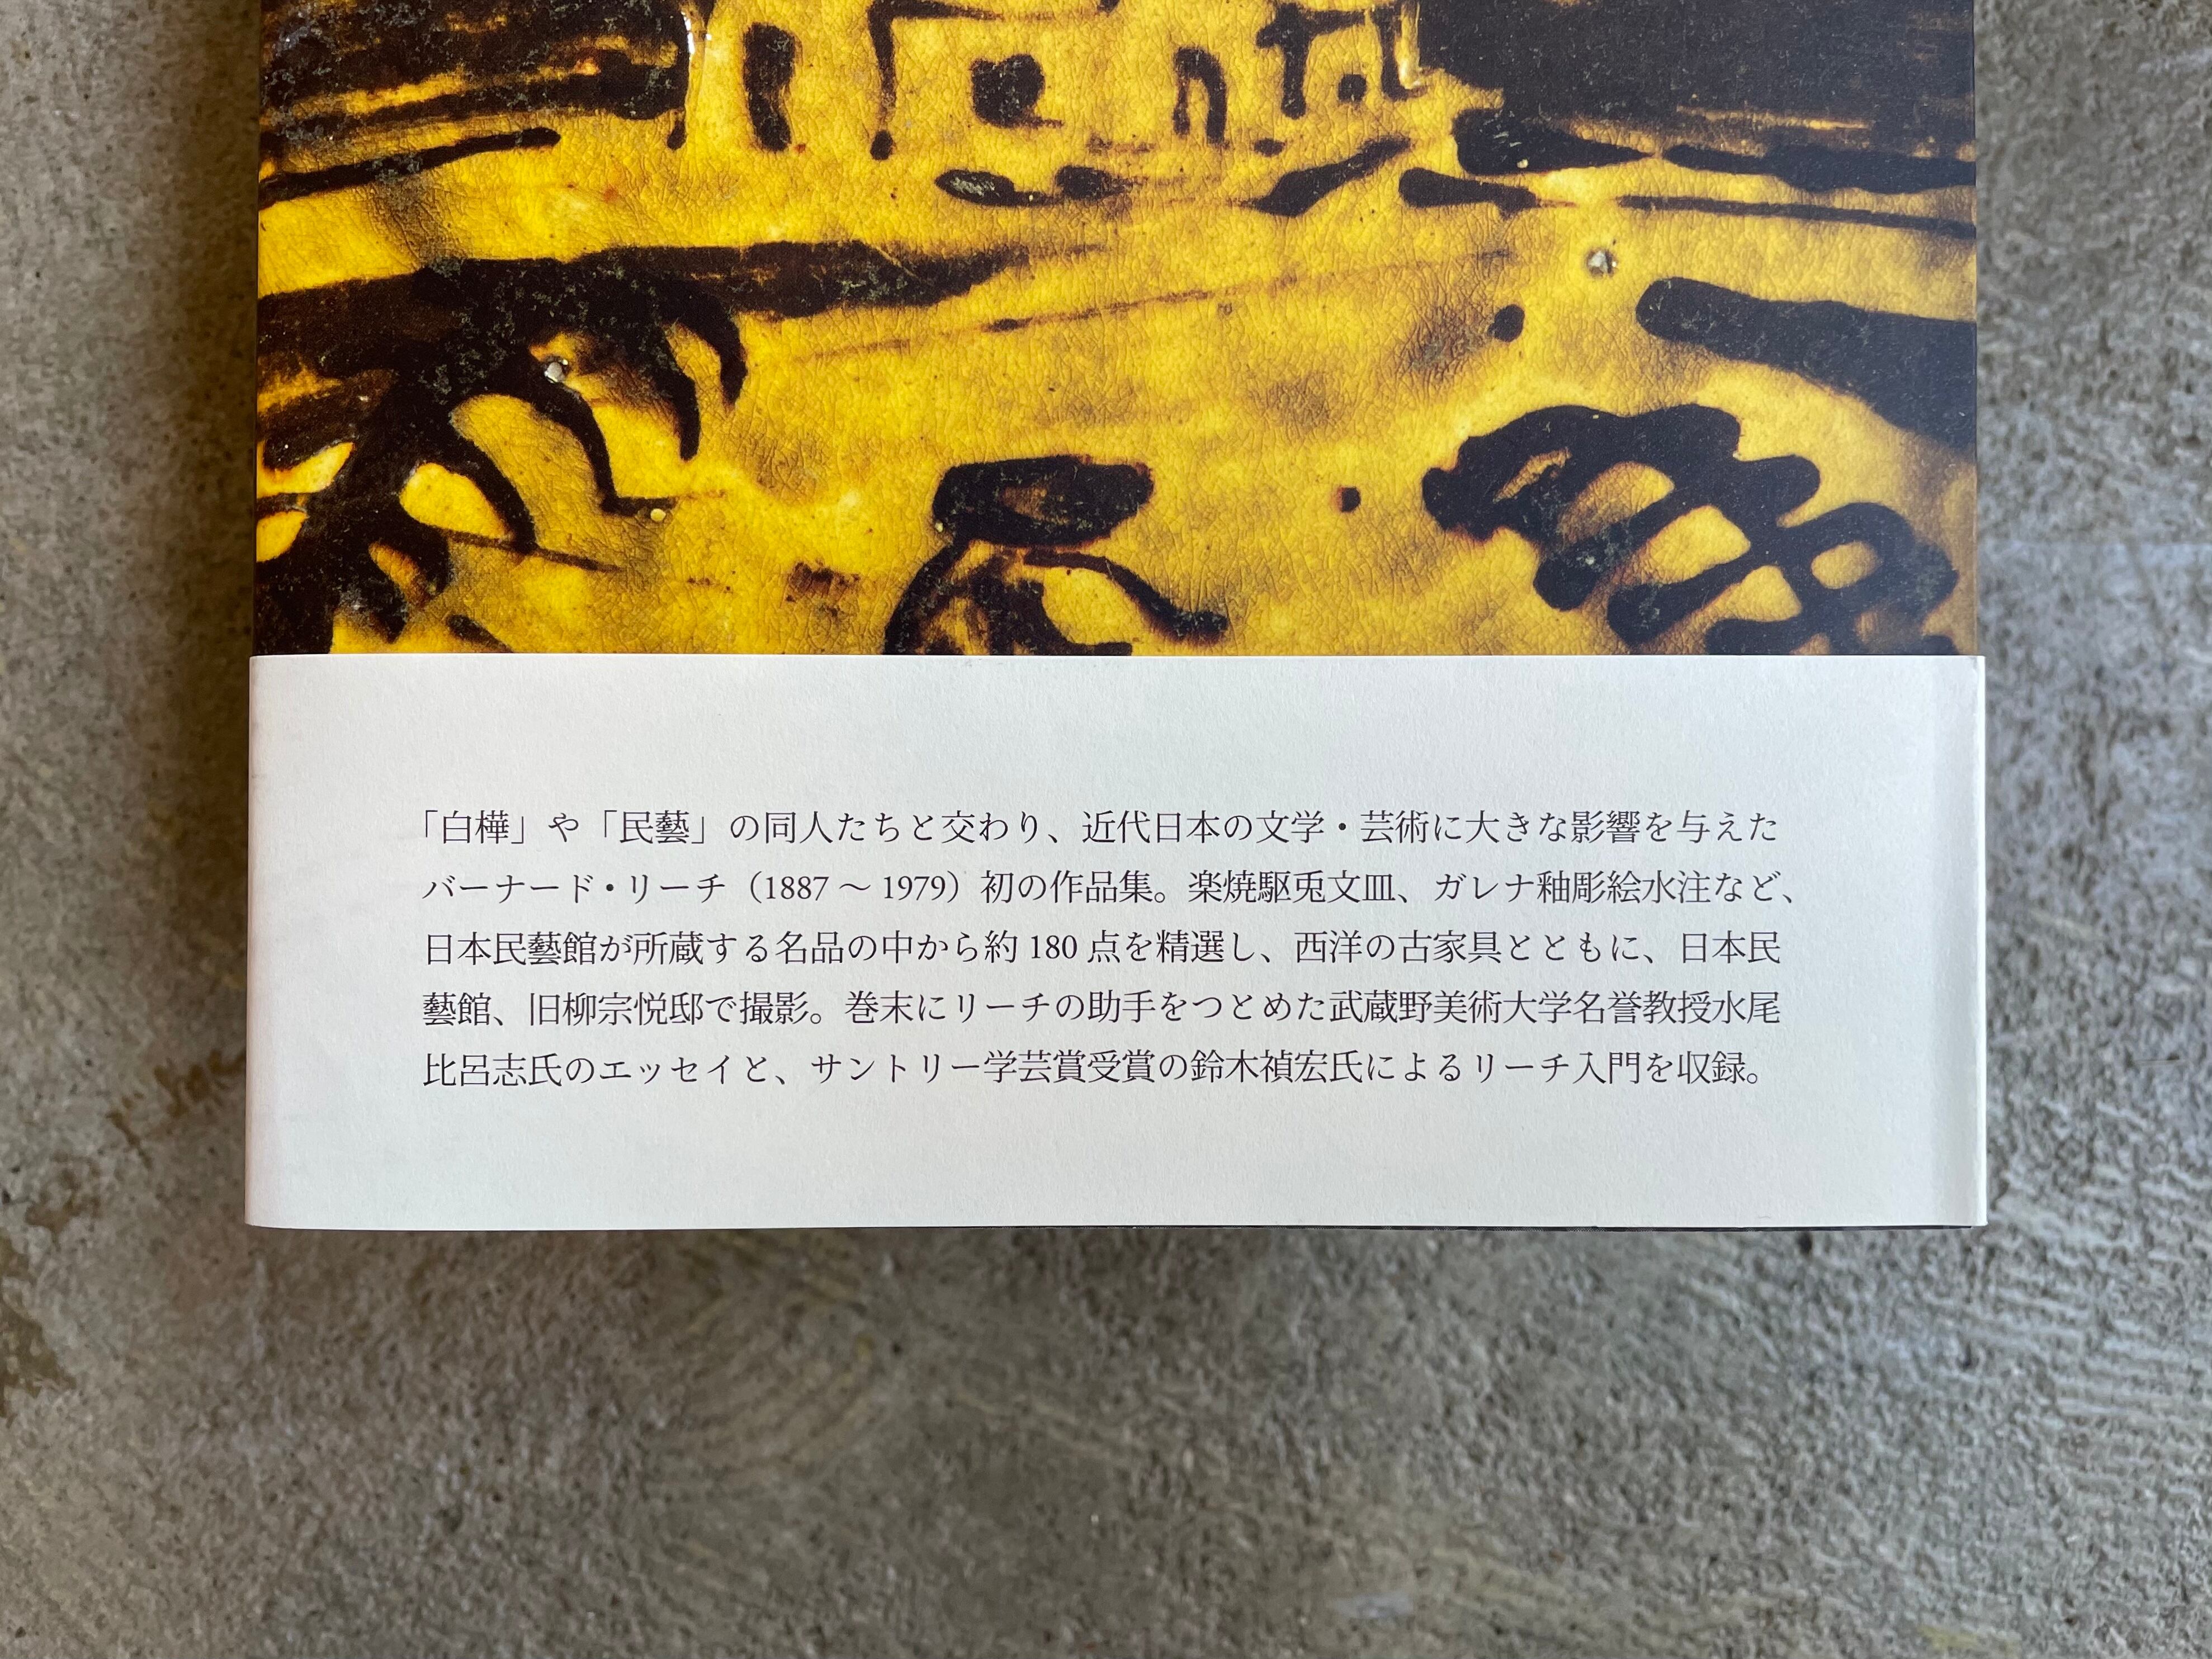 「白樺」や「民藝」の同人たちと交わり、近代日本の文学・芸術に大きな影響を与えた
バーナード・リーチ（1887 〜 1979）初の作品集。楽焼駆兎文皿、ガレナ釉彫絵水注など、
日本民藝館が所蔵する名品の中から約 180 点を精選し、西洋の古家具とともに、日本民
藝館、旧柳宗悦邸で撮影。巻末にリーチの助手をつとめた武蔵野美術大学名誉教授水尾
比呂志氏のエッセイと、サントリー学芸賞受賞の鈴木禎宏氏によるリーチ入門を収録。